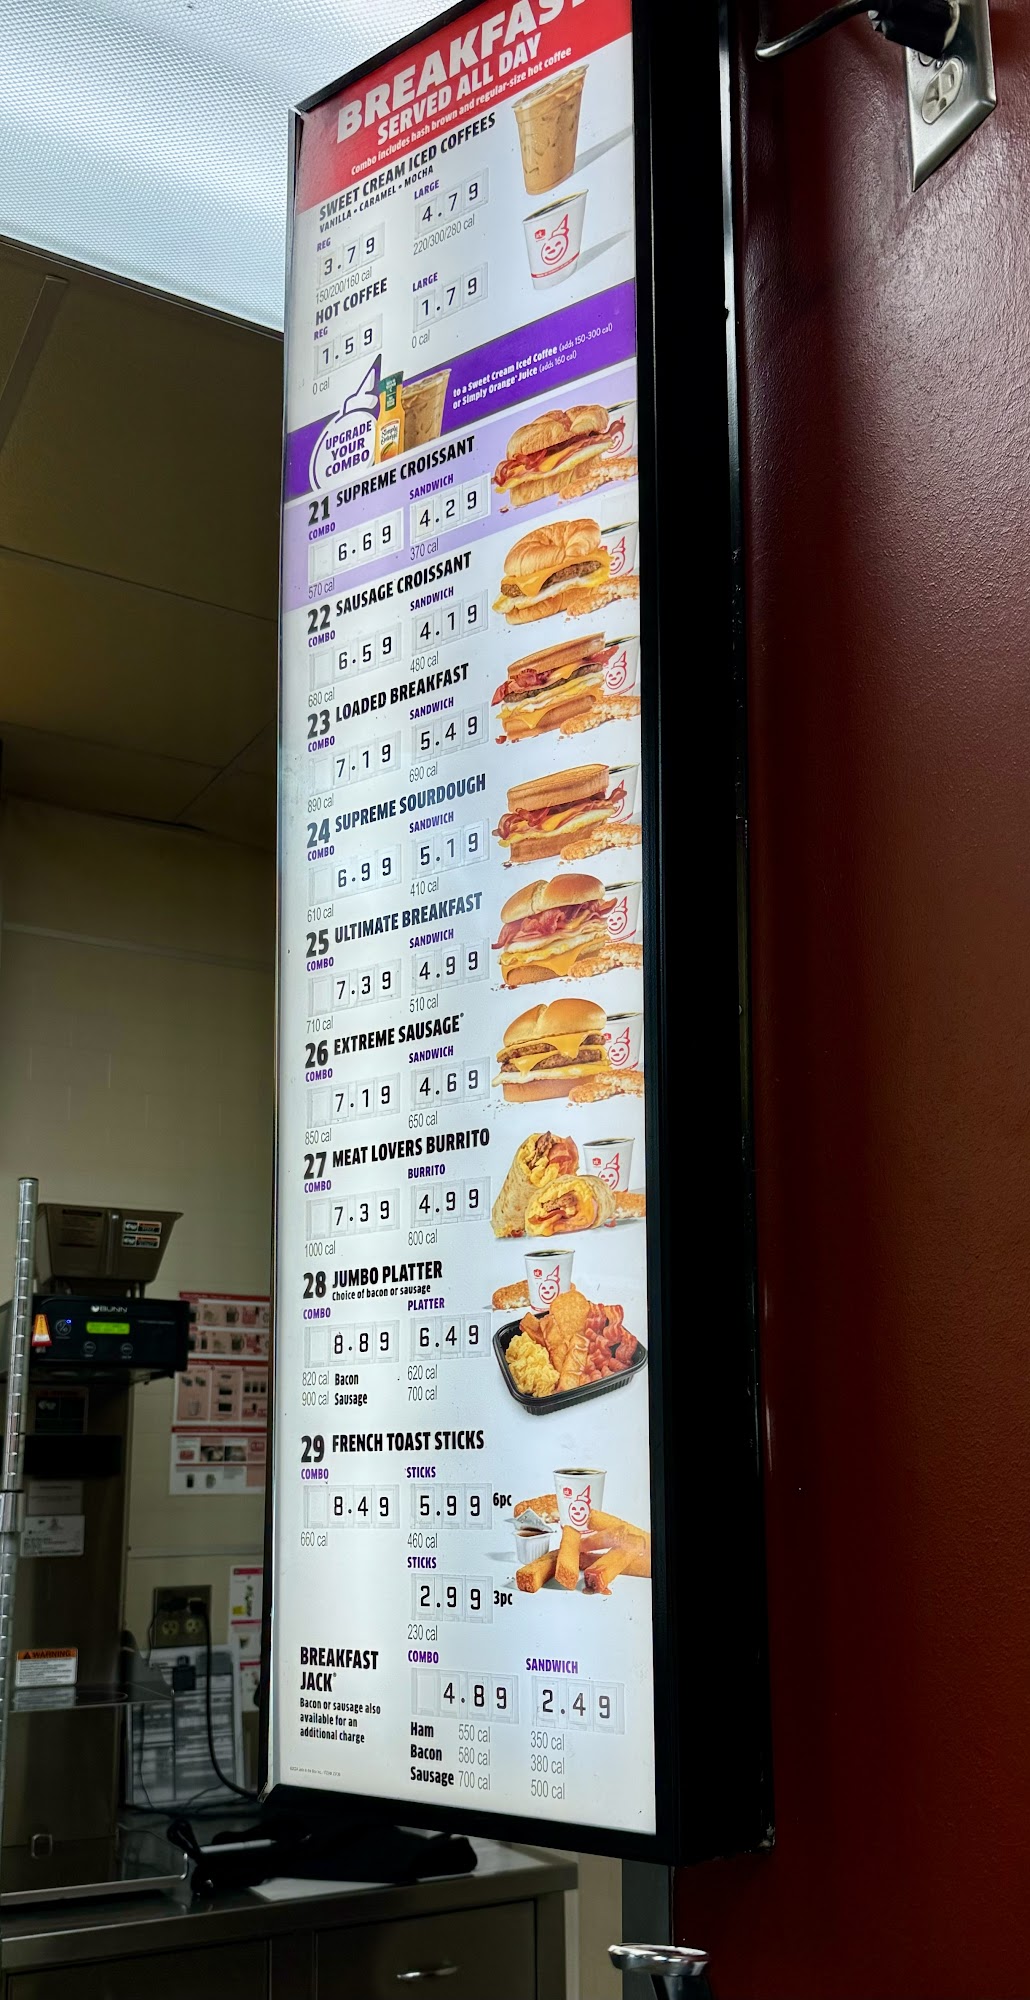 BREAKFAST
SERVED ALL DAY
Combo includes hash brown and regular-size hot coffee
SWEET CREAM ICED COFFEES
VANILLA • CARAMEL • MOCHA
REG
3.79
150/200/160 cal
LARGE
4.79
220/300/280 cal
HOT COFFEE
REG
1.59
0 cal
LARGE
1.79
0 cal
UPGRADE
YOUR
COMBO
to a Sweet Cream Iced Coffee (adds 150-300 cal)
or Simply Orange® Juice (adds 160 cal)
21 SUPREME CROISSANT
COMBO
6.69
570 cal
SANDWICH
4.29
370 cal
22 SAUSAGE CROISSANT
COMBO
6.59
680 cal
SANDWICH
4.19
480 cal
23 LOADED BREAKFAST
COMBO
7.19
890 cal
SANDWICH
5.49
690 cal
24 SUPREME SOURDOUGH
COMBO
6.99
610 cal
SANDWICH
5.19
410 cal
25 ULTIMATE BREAKFAST
COMBO
7.39
710 cal
SANDWICH
4.99
510 cal
26 EXTREME SAUSAGE®
COMBO
7.19
850 cal
SANDWICH
4.69
650 cal
27 MEAT LOVERS BURRITO
COMBO
7.39
1000 cal
BURRITO
4.99
800 cal
28 JUMBO PLATTER
Choice of bacon or sausage
COMBO
8.89
820 cal Bacon
900 cal Sausage
PLATTER
6.49
620 cal
700 cal
29 FRENCH TOAST STICKS
COMBO
8.49
660 cal
STICKS
5.99 6pc
460 cal
STICKS
2.99 3pc
230 cal
BREAKFAST
JACK®
Bacon or sausage also
available for an
additional charge
COMBO
4.89
SANDWICH
2.49
Ham 550 cal 350 cal
Bacon 580 cal 380 cal
Sausage 700 cal 500 cal
BUNN
WARNING